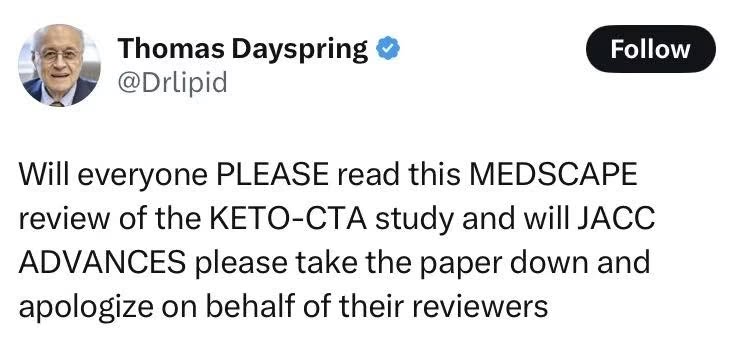 Thomas Dayspring
@Drlipid
Follow
Will everyone PLEASE read this MEDSCAPE
review of the KETO-CTA study and will JACC
ADVANCES please take the paper down and
apologize on behalf of their reviewers